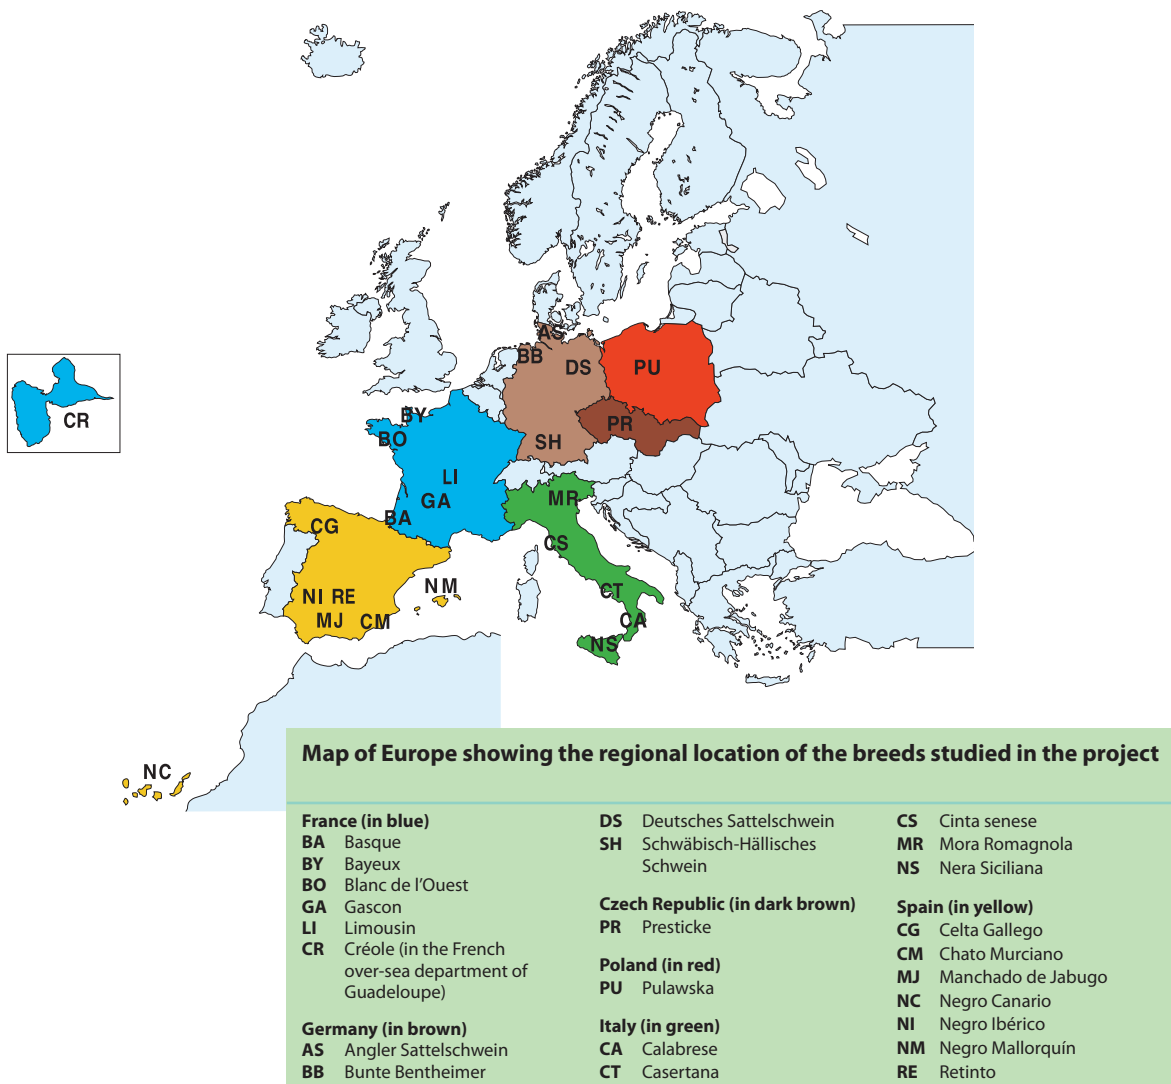 AS
BB
DS
PU
CR
BY
PR
BO
SH
LI
MR
GA
BA
CG
CS
NM
NI RE
CT
MJ
CM
CA
NS
NC
Map of Europe showing the regional location of the breeds studied in the project
France (in blue)
BA Basque
BY Bayeux
BO Blanc de l'Ouest
GA Gascon
LI Limousin
CR Créole (in the French
over-sea department of
Guadeloupe)
Germany (in brown)
AS Angler Sattelschwein
BB Bunte Bentheimer
DS Deutsches Sattelschwein
SH Schwäbisch-Hällisches
Schwein
Czech Republic (in dark brown)
PR Presticke
Poland (in red)
PU Pulawska
Italy (in green)
CA Calabrese
CT Casertana
CS Cinta senese
MR Mora Romagnola
NS Nera Siciliana
Spain (in yellow)
CG Celta Gallego
CM Chato Murciano
MJ Manchado de Jabugo
NC Negro Canario
NI Negro Ibérico
NM Negro Mallorquín
RE Retinto